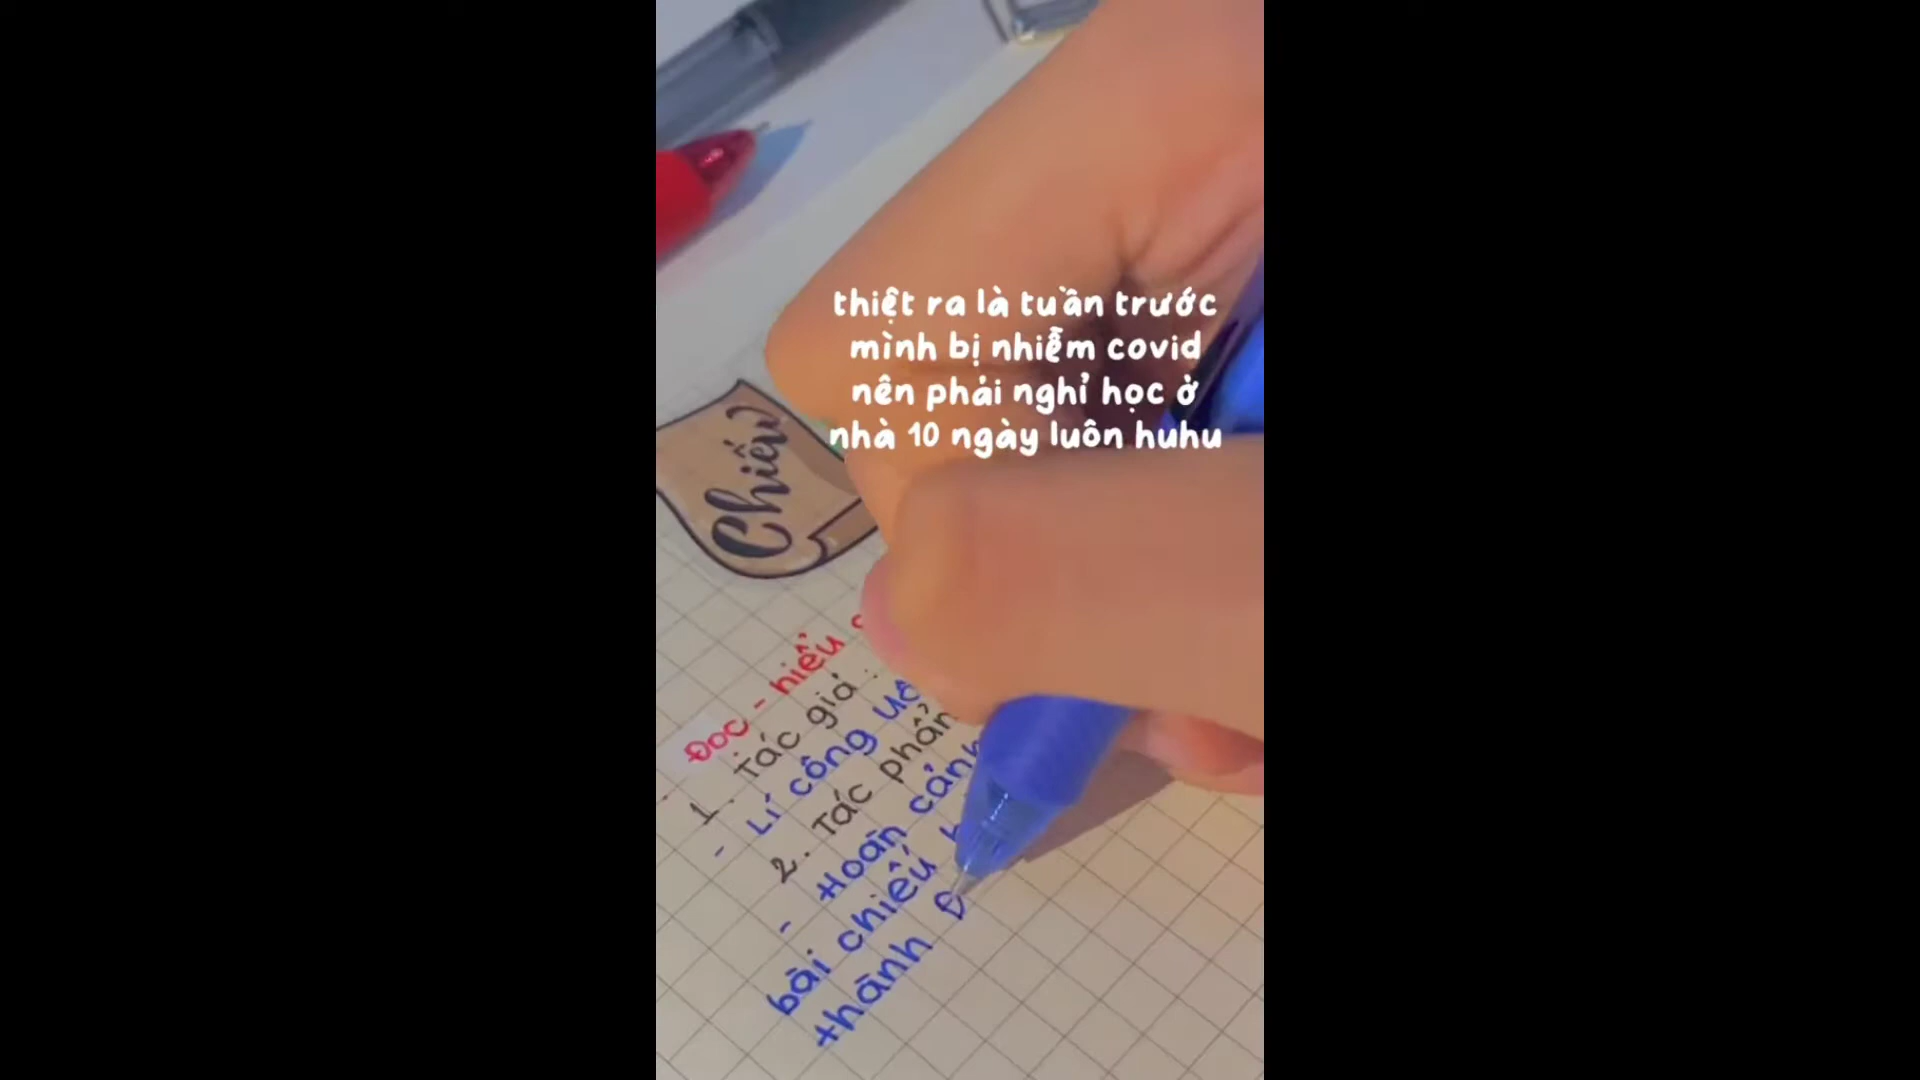 thiệt ra là tuần trước
mình bị nhiễm covid
nên phải nghỉ học ở
nhà 10 ngày luôn huhu
Chiếu
Đọc - hiểu
1. Tác giả:
- Lí công uẩ
2. Tác phẩm
- Hoàn cảnh
bài chiếu
thành Đ